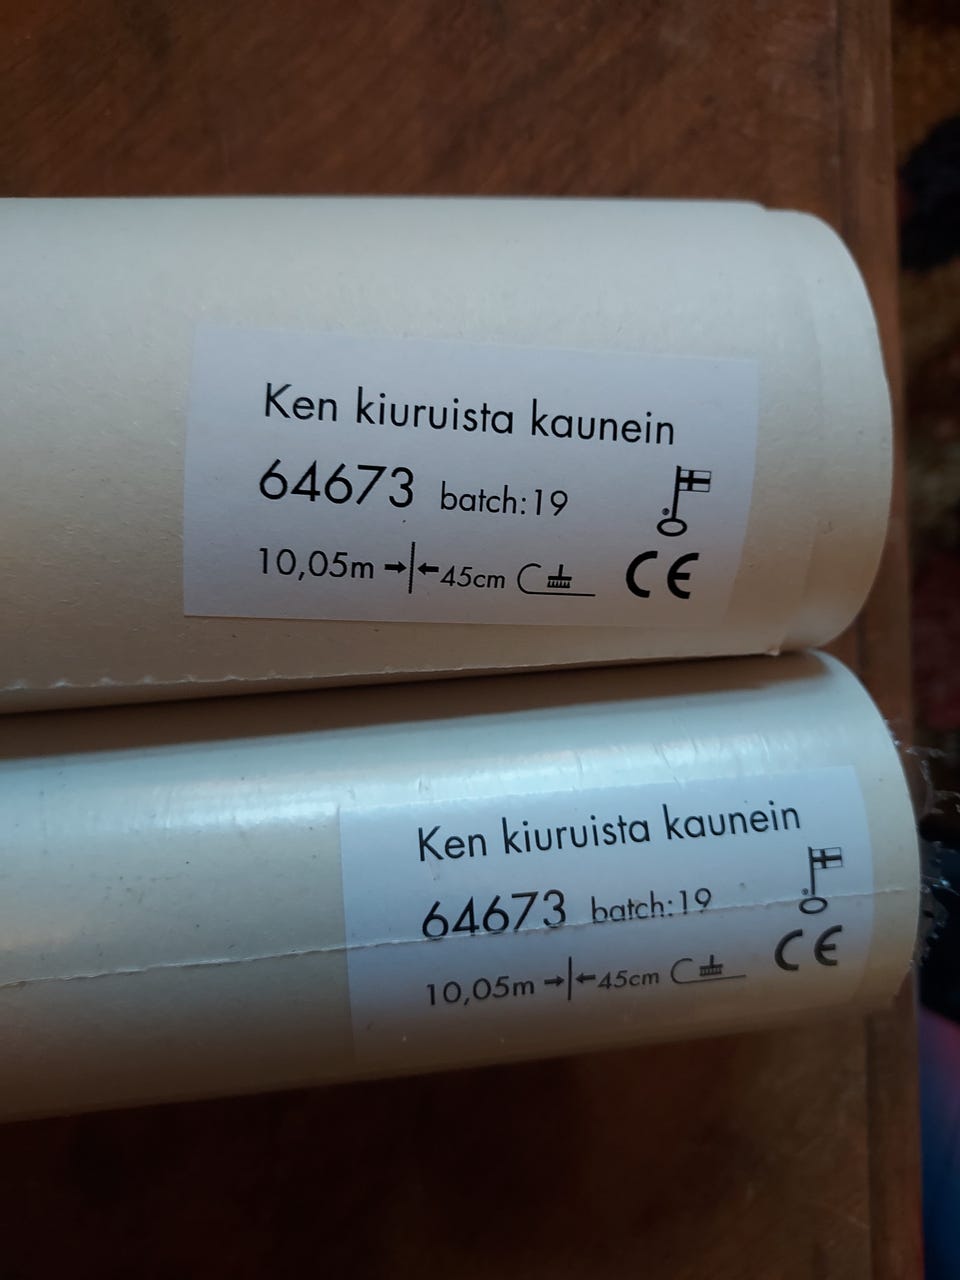 Ken kiuruista kaunein
64673 batch:19
10,05m 45cm CE
Ken kiuruista kaunein
64673 batch:19
10,05m 45cm CE